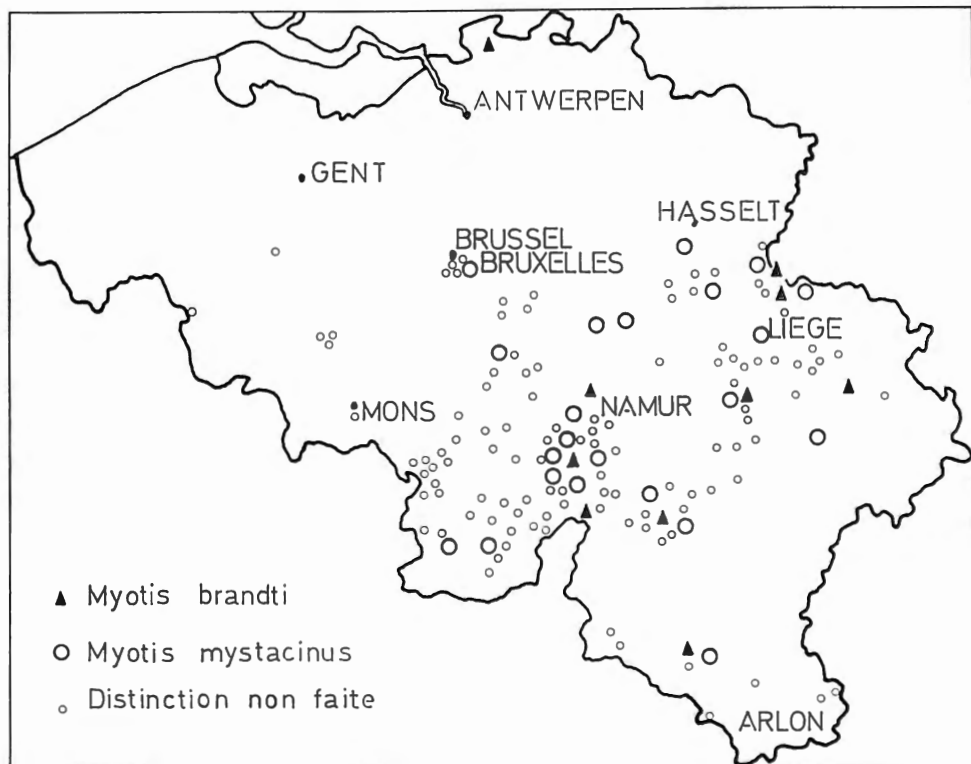 ANTWERPEN
GENT
HASSELT
BRUSSEL
BRUXELLES
LIEGE
NAMUR
MONS
Myotis brandti
Myotis mystacinus
Distinction non faite
ARLON